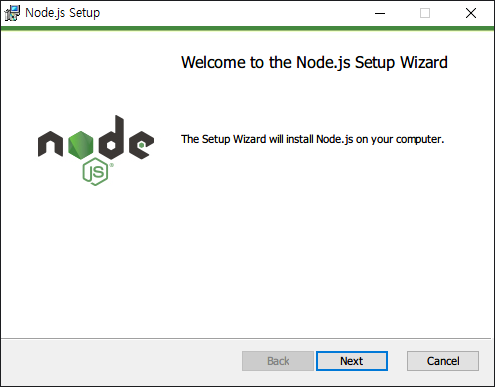 Node.js Setup
Welcome to the Node.js Setup Wizard
The Setup Wizard will install Node.js on your computer.
node
JS
®
Back
Next
Cancel